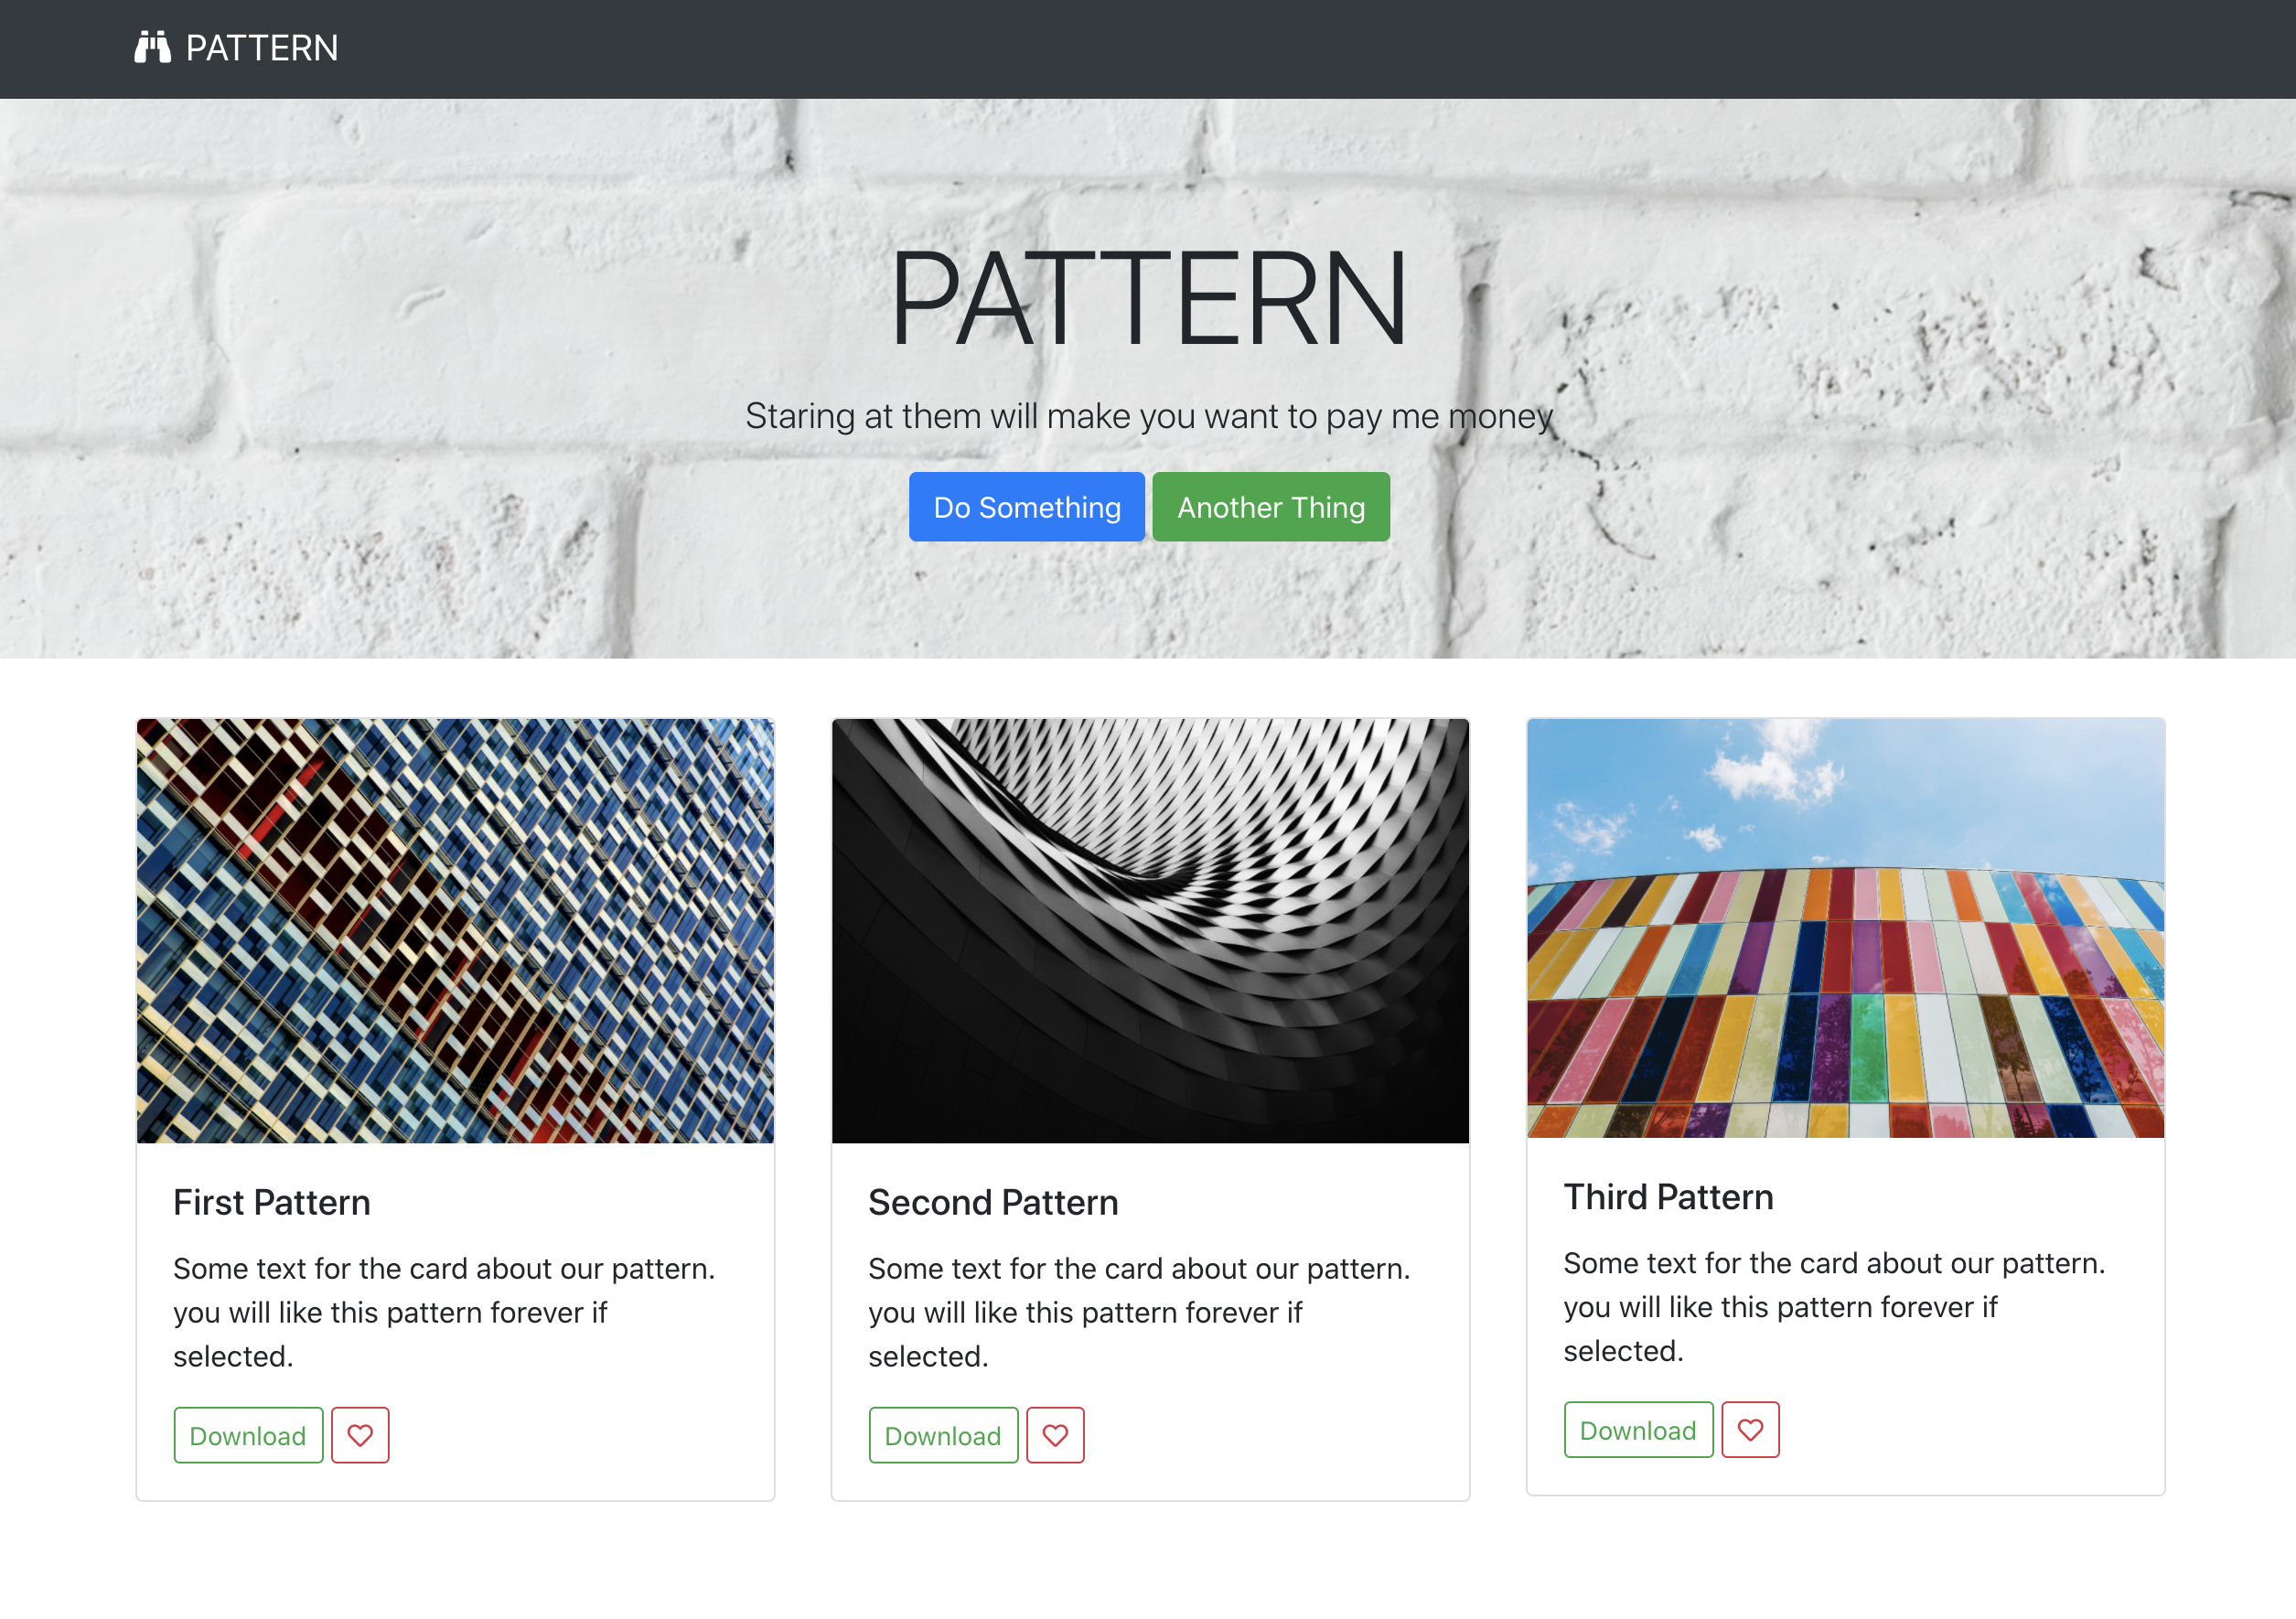 PATTERN
PATTERN
Staring at them will make you want to pay me money
Do Something
Another Thing
First Pattern
Some text for the card about our pattern.
you will like this pattern forever if
selected.
Download
Second Pattern
Some text for the card about our pattern.
you will like this pattern forever if
selected.
Download
Third Pattern
Some text for the card about our pattern.
you will like this pattern forever if
selected.
Download